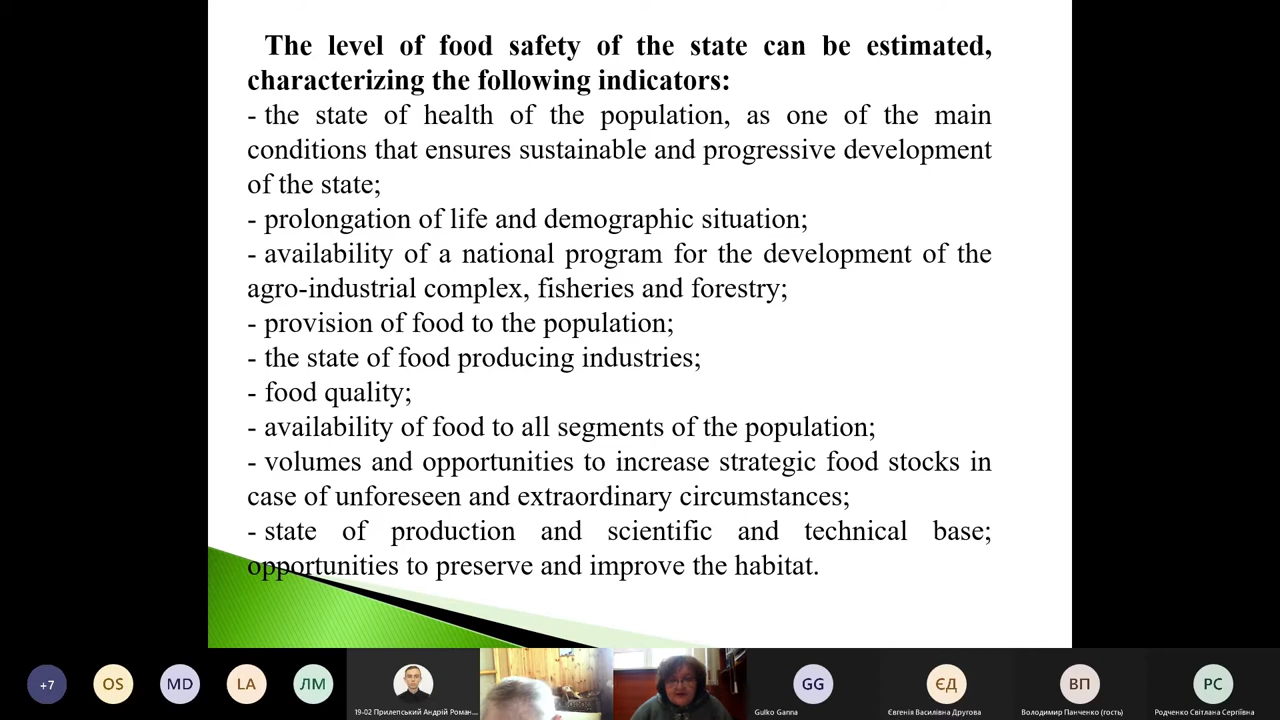 The level of food safety of the state can be estimated,
characterizing the following indicators:
- the state of health of the population, as one of the main
conditions that ensures sustainable and progressive development
of the state;
- prolongation of life and demographic situation;
- availability of a national program for the development of the
agro-industrial complex, fisheries and forestry;
- provision of food to the population;
- the state of food producing industries;
- food quality;
- availability of food to all segments of the population;
- volumes and opportunities to increase strategic food stocks in
case of unforeseen and extraordinary circumstances;
- state of production and scientific and technical base;
opportunities to preserve and improve the habitat.
+7 OS MD LA ЛМ GG ЄД ВП РС
19-02 Прилепський Андрій Роман... Gulko Ganna Євгенія Василівна Другова Володимир Панченко (гость) Родченко Світлана Сергіївна